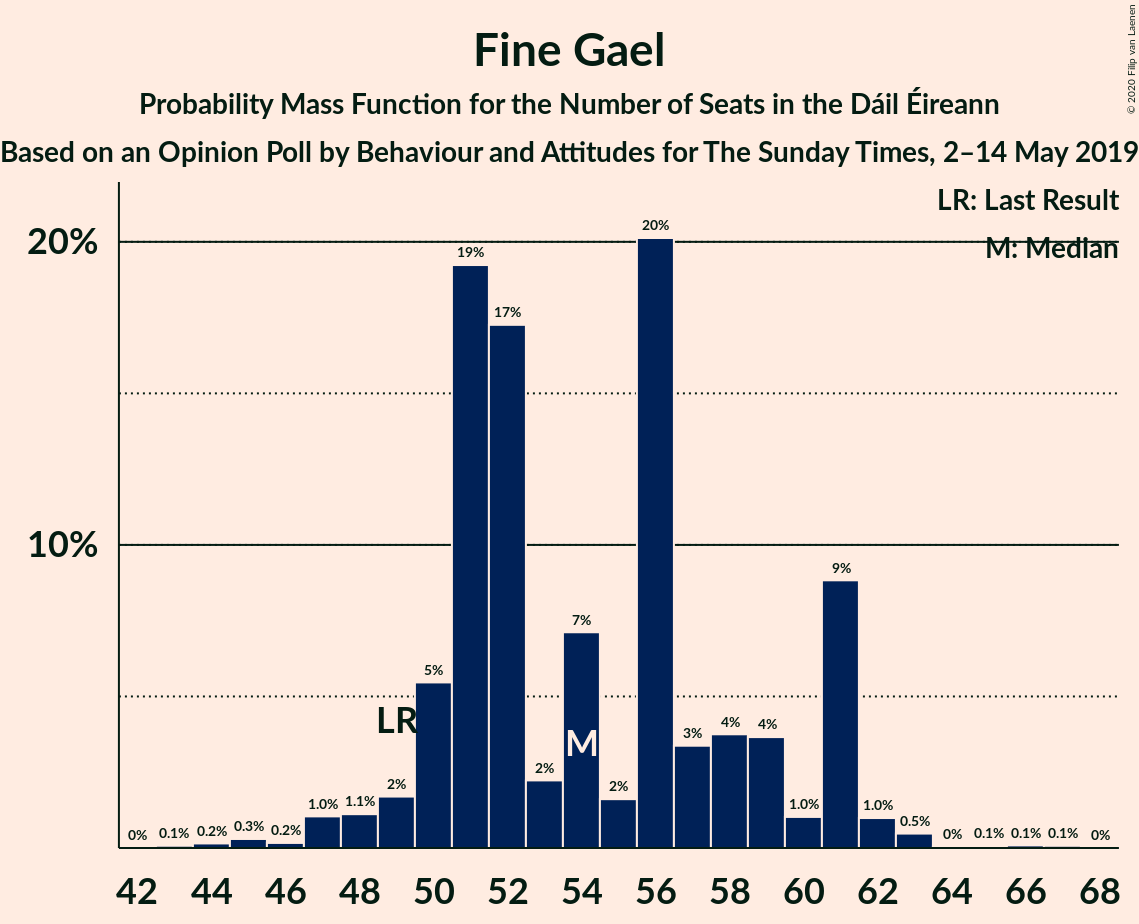 Fine Gael
Probability Mass Function for the Number of Seats in the Dáil Éireann
Based on an Opinion Poll by Behaviour and Attitudes for The Sunday Times, 2–14 May 2019
© 2020 Filip van Laenen
LR: Last Result
M: Median
20%
10%
0% 0.1% 0.2% 0.3% 0.2% 1.0% 1.1% 2% 5% 19% 17% 2% 7% 2% 20% 3% 4% 4% 1.0% 9% 1.0% 0.5% 0% 0.1% 0.1% 0.1% 0%
LR
M
42 44 46 48 50 52 54 56 58 60 62 64 66 68